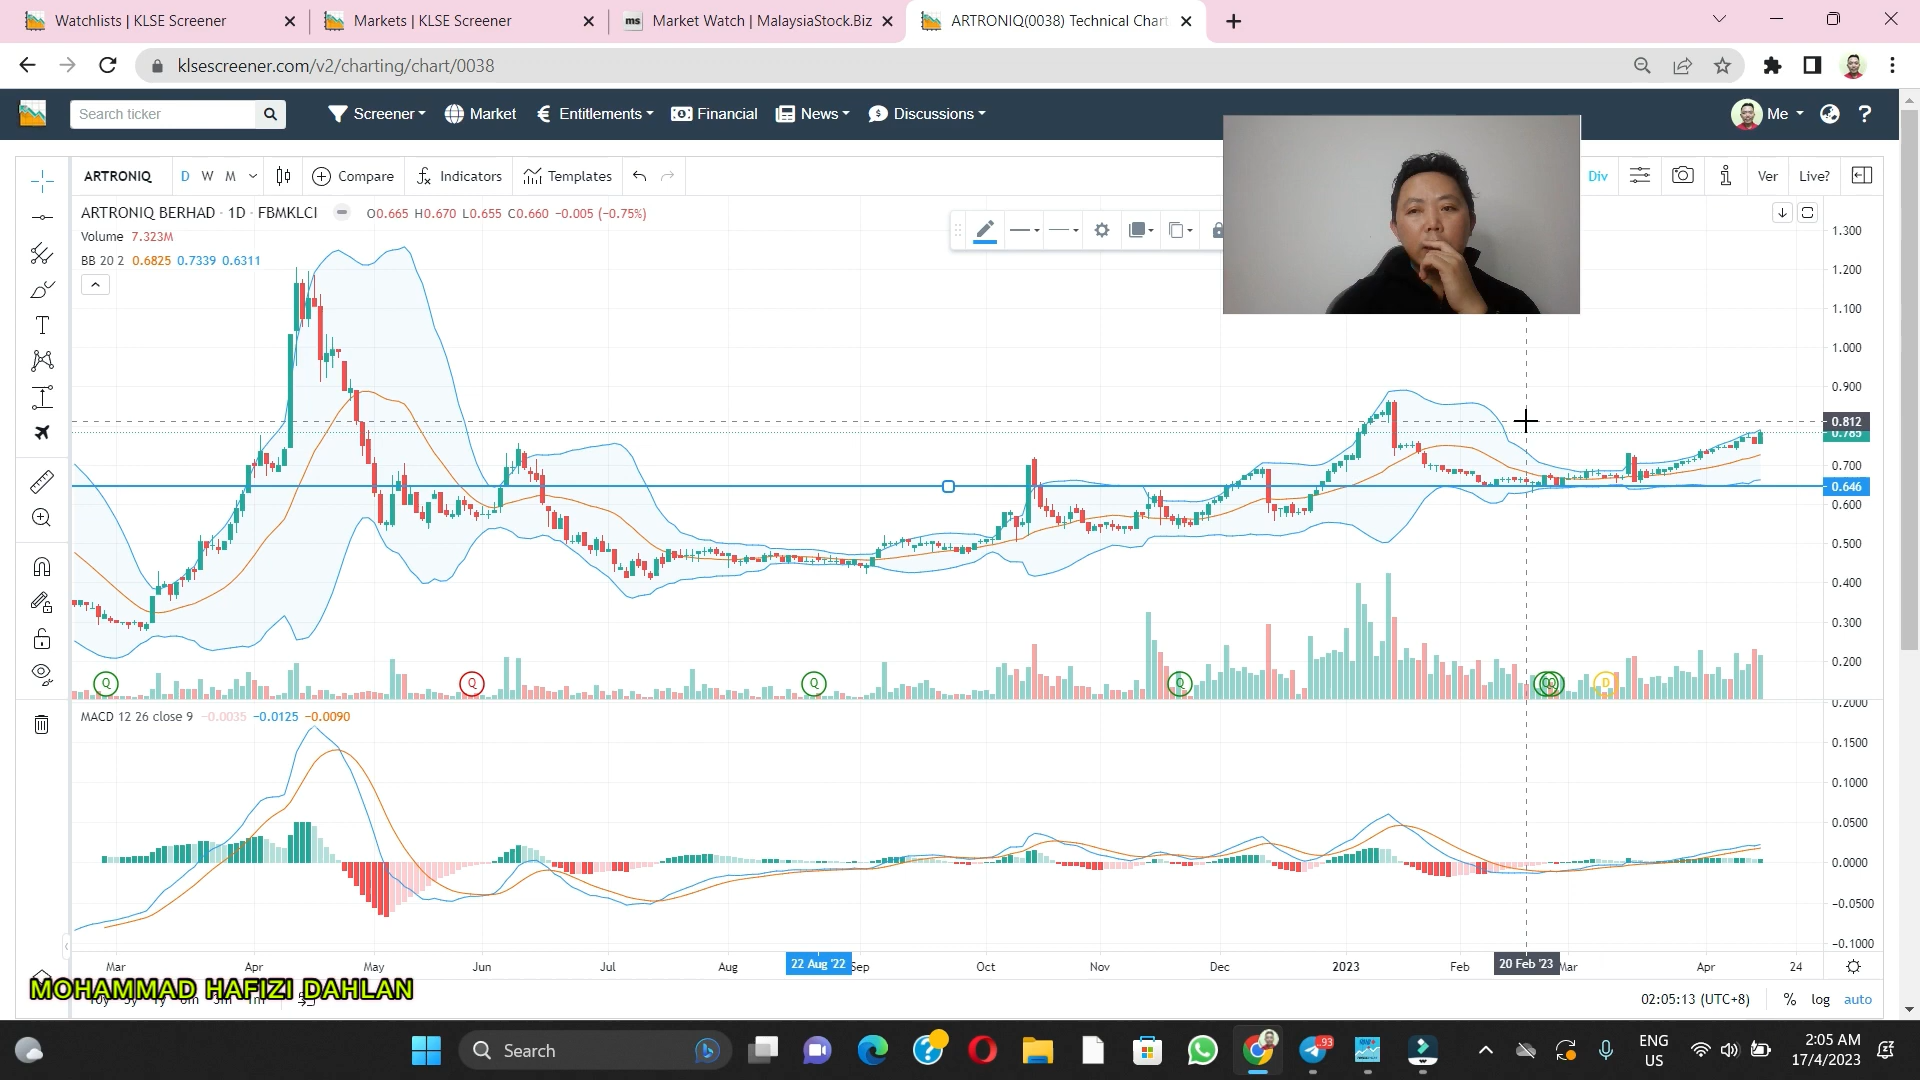 Watchlists | KLSE Screener
Markets | KLSE Screener
ms Market Watch | MalaysiaStock.Biz
ARTRONIQ(0038) Technical Chart
klsescreener.com/v2/charting/chart/0038
Search ticker
Screener
Market
Entitlements
Financial
News
Discussions
Me
?
ARTRONIQ D W M Compare Indicators Templates
Div
Ver
Live?
ARTRONIQ BERHAD · 1D · FBMKLCI O0.665 H0.670 L0.655 C0.660 -0.005 (-0.75%)
Volume 7.323M
BB 20 2 0.6825 0.7339 0.6311
1.300
1.200
1.100
1.000
0.900
0.812
0.785
0.700
0.646
0.600
0.500
0.400
0.300
0.200
Q Q Q Q Q D
MACD 12 26 close 9 -0.0035 -0.0125 -0.0090
0.2000
0.1500
0.1000
0.0500
0.0000
-0.0500
-0.1000
Mar Apr May Jun Jul Aug 22 Aug '22 Sep Oct Nov Dec 2023 Feb 20 Feb '23 Mar Apr 24
MOHAMMAD HAFIZI DAHLAN
02:05:13 (UTC+8) % log auto
Search
93
ENG
US
2:05 AM
17/4/2023